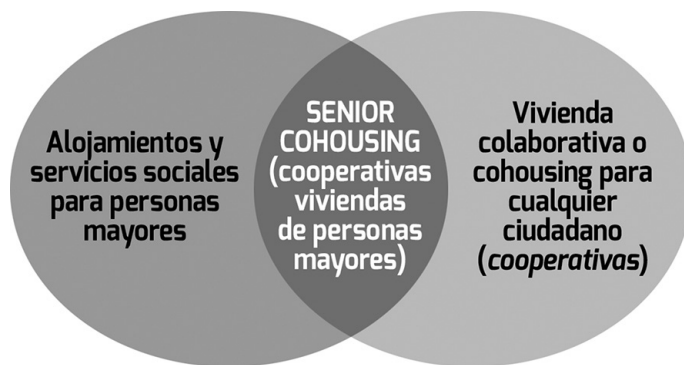 Alojamientos y
servicios sociales
para personas
mayores
SENIOR
COHOUSING
(cooperativas
viviendas
de personas
mayores)
Vivienda
colaborativa o
cohousing para
cualquier
ciudadano
(cooperativas)